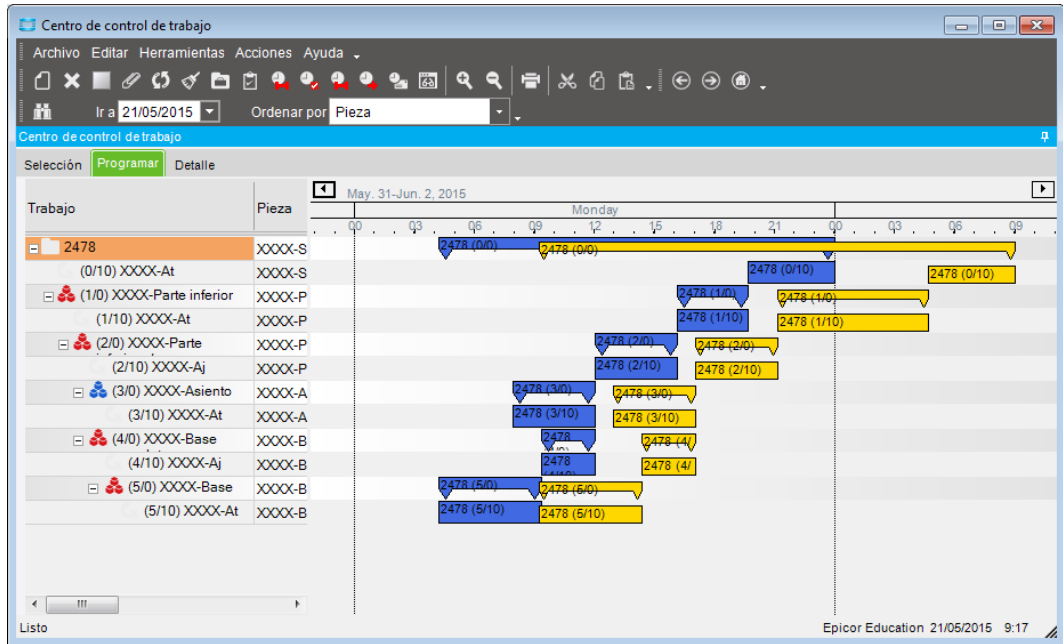 Centro de control de trabajo
Archivo Editar Herramientas Acciones Ayuda
Ir a 21/05/2015 Ordenar por Pieza
Centro de control de trabajo
Selección Programar Detalle
Trabajo Pieza May. 31-Jun. 2, 2015
Monday
00 03 06 09 12 15 18 21 00 03 06 09
2478 XXXX-S 2478 (0/0) 2478 (0/0)
(0/10) XXXX-At XXXX-S 2478 (0/10) 2478 (0/10)
(1/0) XXXX-Parte inferior XXXX-P 2478 (1/0) 2478 (1/0)
(1/10) XXXX-At XXXX-P 2478 (1/10) 2478 (1/10)
(2/0) XXXX-Parte XXXX-P 2478 (2/0) 2478 (2/0)
(2/10) XXXX-Aj XXXX-P 2478 (2/10) 2478 (2/10)
(3/0) XXXX-Asiento XXXX-A 2478 (3/0) 2478 (3/0)
(3/10) XXXX-At XXXX-A 2478 (3/10) 2478 (3/10)
(4/0) XXXX-Base XXXX-B 2478 2478 (4/
(4/10) XXXX-Aj XXXX-B 2478 2478 (4/
(5/0) XXXX-Base XXXX-B 2478 (5/0) 2478 (5/0)
(5/10) XXXX-At XXXX-B 2478 (5/10) 2478 (5/10)
Listo Epicor Education 21/05/2015 9:17